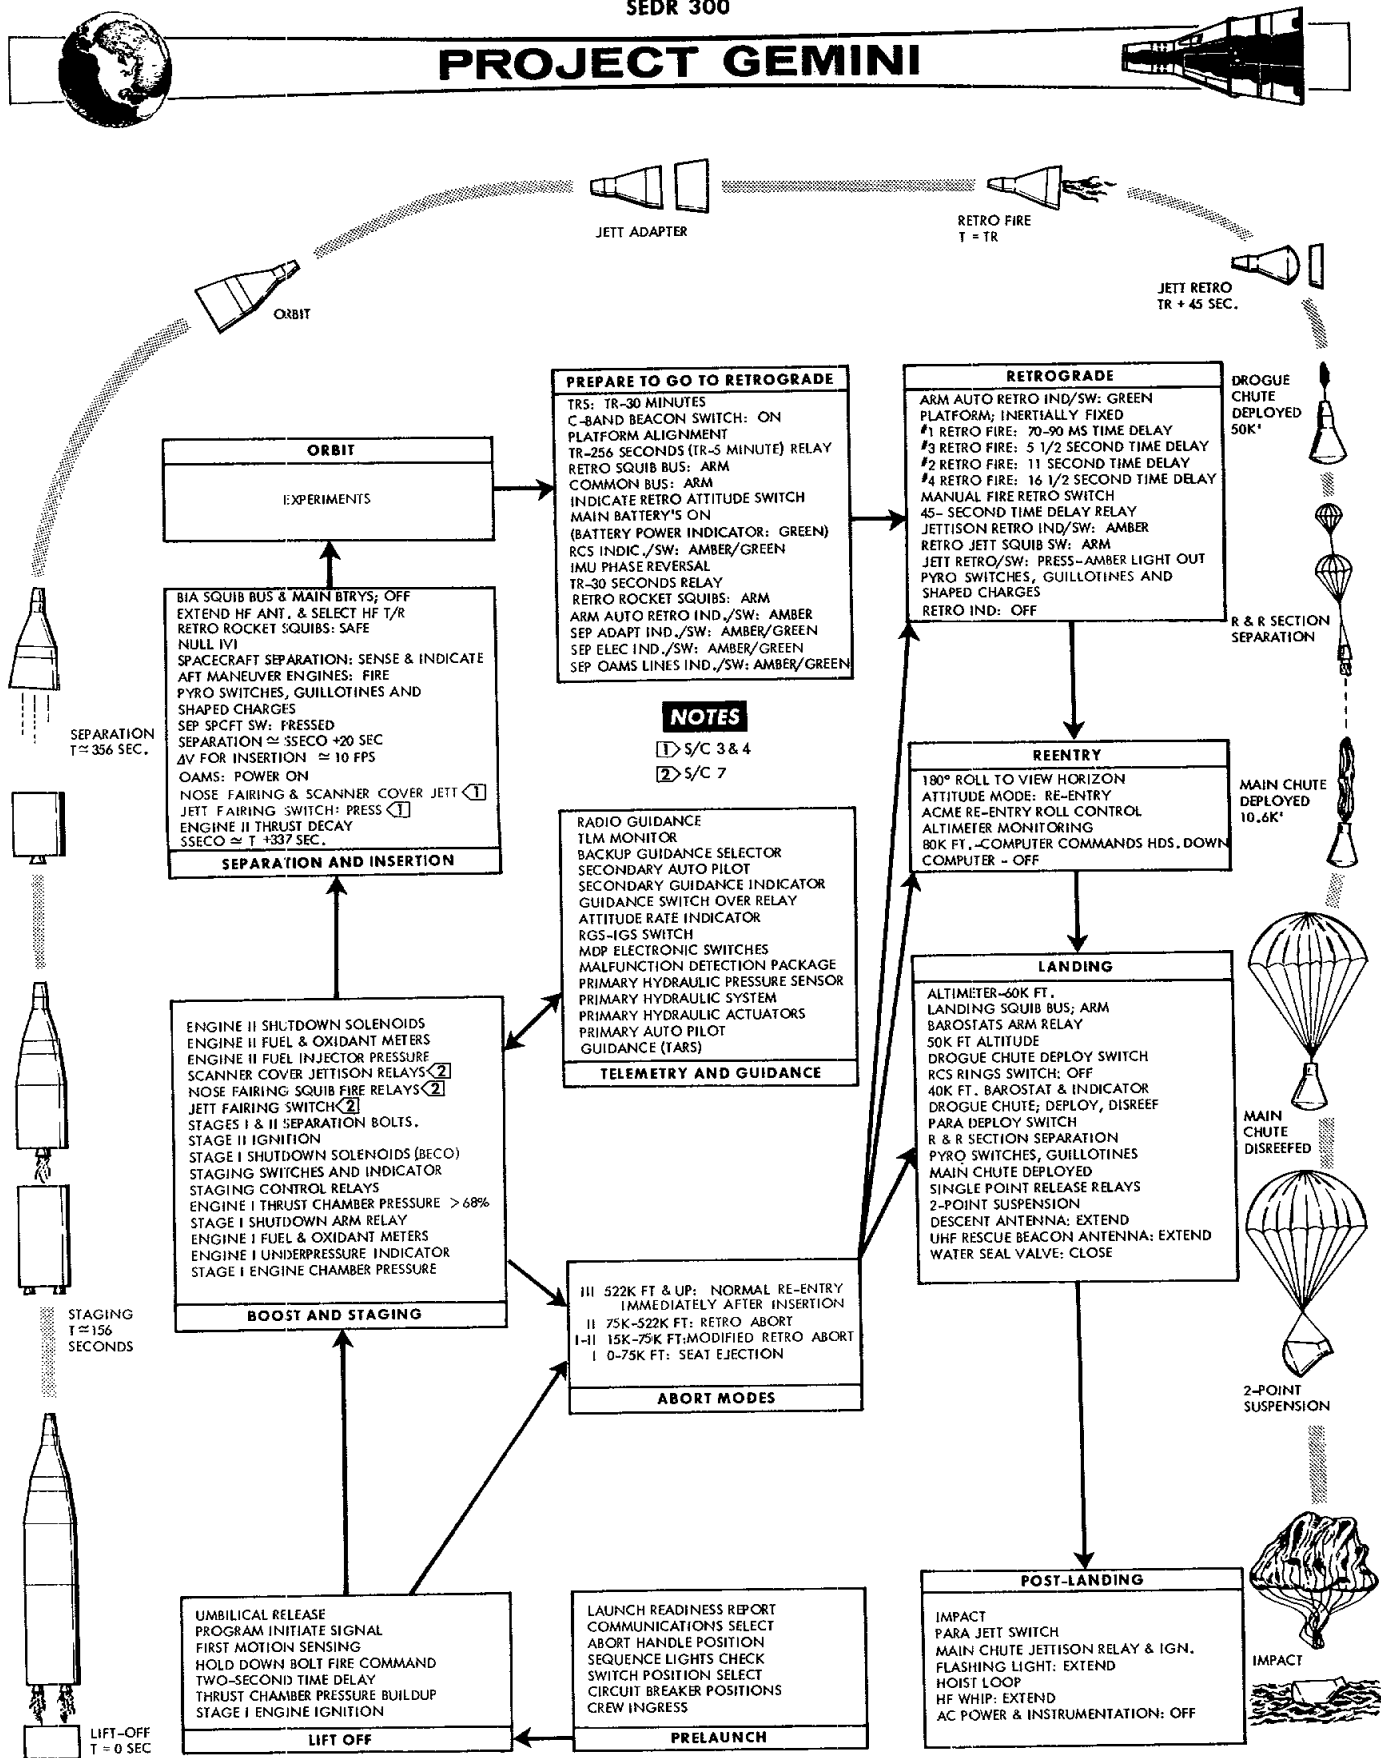 SEDR 300
PROJECT GEMINI
JETT ADAPTER
RETRO FIRE
T = TR
JETT RETRO
TR + 45 SEC.
ORBIT
DROGUE
CHUTE
DEPLOYED
50K'
R & R SECTION
SEPARATION
MAIN CHUTE
DEPLOYED
10.6K'
MAIN
CHUTE
DISREEFED
2-POINT
SUSPENSION
IMPACT
SEPARATION
T≃356 SEC.
STAGING
T≃156
SECONDS
LIFT-OFF
T = 0 SEC
ORBIT
EXPERIMENTS
PREPARE TO GO TO RETROGRADE
TRS: TR-30 MINUTES
C-BAND BEACON SWITCH: ON
PLATFORM ALIGNMENT
TR-256 SECONDS (TR-5 MINUTE) RELAY
RETRO SQUIB BUS: ARM
COMMON BUS: ARM
INDICATE RETRO ATTITUDE SWITCH
MAIN BATTERY'S ON
(BATTERY POWER INDICATOR: GREEN)
RCS INDIC./SW: AMBER/GREEN
IMU PHASE REVERSAL
TR-30 SECONDS RELAY
RETRO ROCKET SQUIBS: ARM
ARM AUTO RETRO IND./SW: AMBER
SEP ADAPT IND./SW: AMBER/GREEN
SEP ELEC IND./SW: AMBER/GREEN
SEP OAMS LINES IND./SW: AMBER/GREEN
RETROGRADE
ARM AUTO RETRO IND/SW: GREEN
PLATFORM; INERTIALLY FIXED
#1 RETRO FIRE: 70-90 MS TIME DELAY
#3 RETRO FIRE: 5 1/2 SECOND TIME DELAY
#2 RETRO FIRE: 11 SECOND TIME DELAY
#4 RETRO FIRE: 16 1/2 SECOND TIME DELAY
MANUAL FIRE RETRO SWITCH
45- SECOND TIME DELAY RELAY
JETTISON RETRO IND/SW: AMBER
RETRO JETT SQUIB SW: ARM
JETT RETRO/SW: PRESS-AMBER LIGHT OUT
PYRO SWITCHES, GUILLOTINES AND
SHAPED CHARGES
RETRO IND: OFF
BIA SQUIB BUS & MAIN BTRYS; OFF
EXTEND HF ANT. & SELECT HF T/R
RETRO ROCKET SQUIBS: SAFE
NULL IVI
SPACECRAFT SEPARATION: SENSE & INDICATE
AFT MANEUVER ENGINES: FIRE
PYRO SWITCHES, GUILLOTINES AND
SHAPED CHARGES
SEP SPCFT SW: PRESSED
SEPARATION ≃ SSECO +20 SEC
ΔV FOR INSERTION ≃ 10 FPS
OAMS: POWER ON
NOSE FAIRING & SCANNER COVER JETT 1
JETT FAIRING SWITCH: PRESS 1
ENGINE II THRUST DECAY
SSECO ≃ T +337 SEC.
SEPARATION AND INSERTION
NOTES
1 S/C 3 & 4
2 S/C 7
REENTRY
180° ROLL TO VIEW HORIZON
ATTITUDE MODE: RE-ENTRY
ACME RE-ENTRY ROLL CONTROL
ALTIMETER MONITORING
80K FT.-COMPUTER COMMANDS HDS. DOWN
COMPUTER - OFF
RADIO GUIDANCE
TLM MONITOR
BACKUP GUIDANCE SELECTOR
SECONDARY AUTO PILOT
SECONDARY GUIDANCE INDICATOR
GUIDANCE SWITCH OVER RELAY
ATTITUDE RATE INDICATOR
RGS-IGS SWITCH
MDP ELECTRONIC SWITCHES
MALFUNCTION DETECTION PACKAGE
PRIMARY HYDRAULIC PRESSURE SENSOR
PRIMARY HYDRAULIC SYSTEM
PRIMARY HYDRAULIC ACTUATORS
PRIMARY AUTO PILOT
GUIDANCE (TARS)
TELEMETRY AND GUIDANCE
LANDING
ALTIMETER-60K FT.
LANDING SQUIB BUS; ARM
BAROSTATS ARM RELAY
50K FT ALTITUDE
DROGUE CHUTE DEPLOY SWITCH
RCS RINGS SWITCH: OFF
40K FT. BAROSTAT & INDICATOR
DROGUE CHUTE; DEPLOY, DISREEF
PARA DEPLOY SWITCH
R & R SECTION SEPARATION
PYRO SWITCHES, GUILLOTINES
MAIN CHUTE DEPLOYED
SINGLE POINT RELEASE RELAYS
2-POINT SUSPENSION
DESCENT ANTENNA: EXTEND
UHF RESCUE BEACON ANTENNA: EXTEND
WATER SEAL VALVE: CLOSE
ENGINE II SHUTDOWN SOLENOIDS
ENGINE II FUEL & OXIDANT METERS
ENGINE II FUEL INJECTOR PRESSURE
SCANNER COVER JETTISON RELAYS 2
NOSE FAIRING SQUIB FIRE RELAYS 2
JETT FAIRING SWITCH 2
STAGES I & II SEPARATION BOLTS.
STAGE II IGNITION
STAGE I SHUTDOWN SOLENOIDS (BECO)
STAGING SWITCHES AND INDICATOR
STAGING CONTROL RELAYS
ENGINE I THRUST CHAMBER PRESSURE >68%
STAGE I SHUTDOWN ARM RELAY
ENGINE I FUEL & OXIDANT METERS
ENGINE I UNDERPRESSURE INDICATOR
STAGE I ENGINE CHAMBER PRESSURE
BOOST AND STAGING
III 522K FT & UP: NORMAL RE-ENTRY
IMMEDIATELY AFTER INSERTION
II 75K-522K FT: RETRO ABORT
I-II 15K-75K FT:MODIFIED RETRO ABORT
I 0-75K FT: SEAT EJECTION
ABORT MODES
UMBILICAL RELEASE
PROGRAM INITIATE SIGNAL
FIRST MOTION SENSING
HOLD DOWN BOLT FIRE COMMAND
TWO-SECOND TIME DELAY
THRUST CHAMBER PRESSURE BUILDUP
STAGE I ENGINE IGNITION
LIFT OFF
LAUNCH READINESS REPORT
COMMUNICATIONS SELECT
ABORT HANDLE POSITION
SEQUENCE LIGHTS CHECK
SWITCH POSITION SELECT
CIRCUIT BREAKER POSITIONS
CREW INGRESS
PRELAUNCH
POST-LANDING
IMPACT
PARA JETT SWITCH
MAIN CHUTE JETTISON RELAY & IGN.
FLASHING LIGHT: EXTEND
HOIST LOOP
HF WHIP: EXTEND
AC POWER & INSTRUMENTATION: OFF